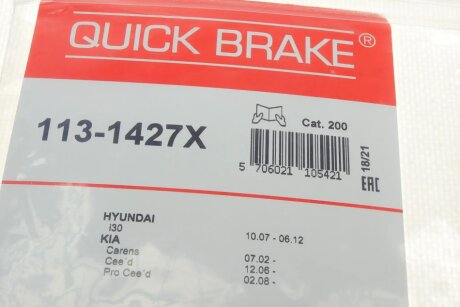 QUICK BRAKE®
113-1427X
Cat. 200
5 706021 105421
18/21
EAC
HYUNDAI
i30 10.07 - 06.12
KIA
Carens 07.02 -
Cee'd 12.06 -
Pro Cee'd 02.08 -